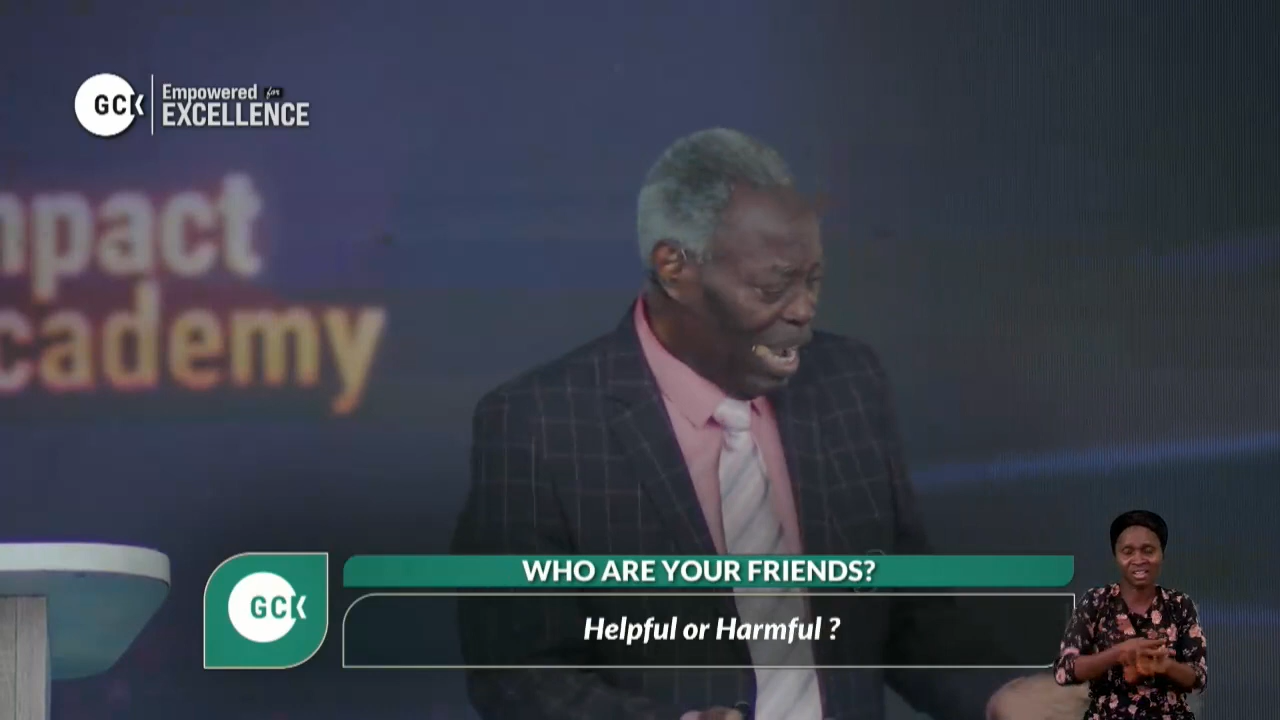 GCK
Empowered for
EXCELLENCE
mpact
cademy
WHO ARE YOUR FRIENDS?
GCK
Helpful or Harmful ?